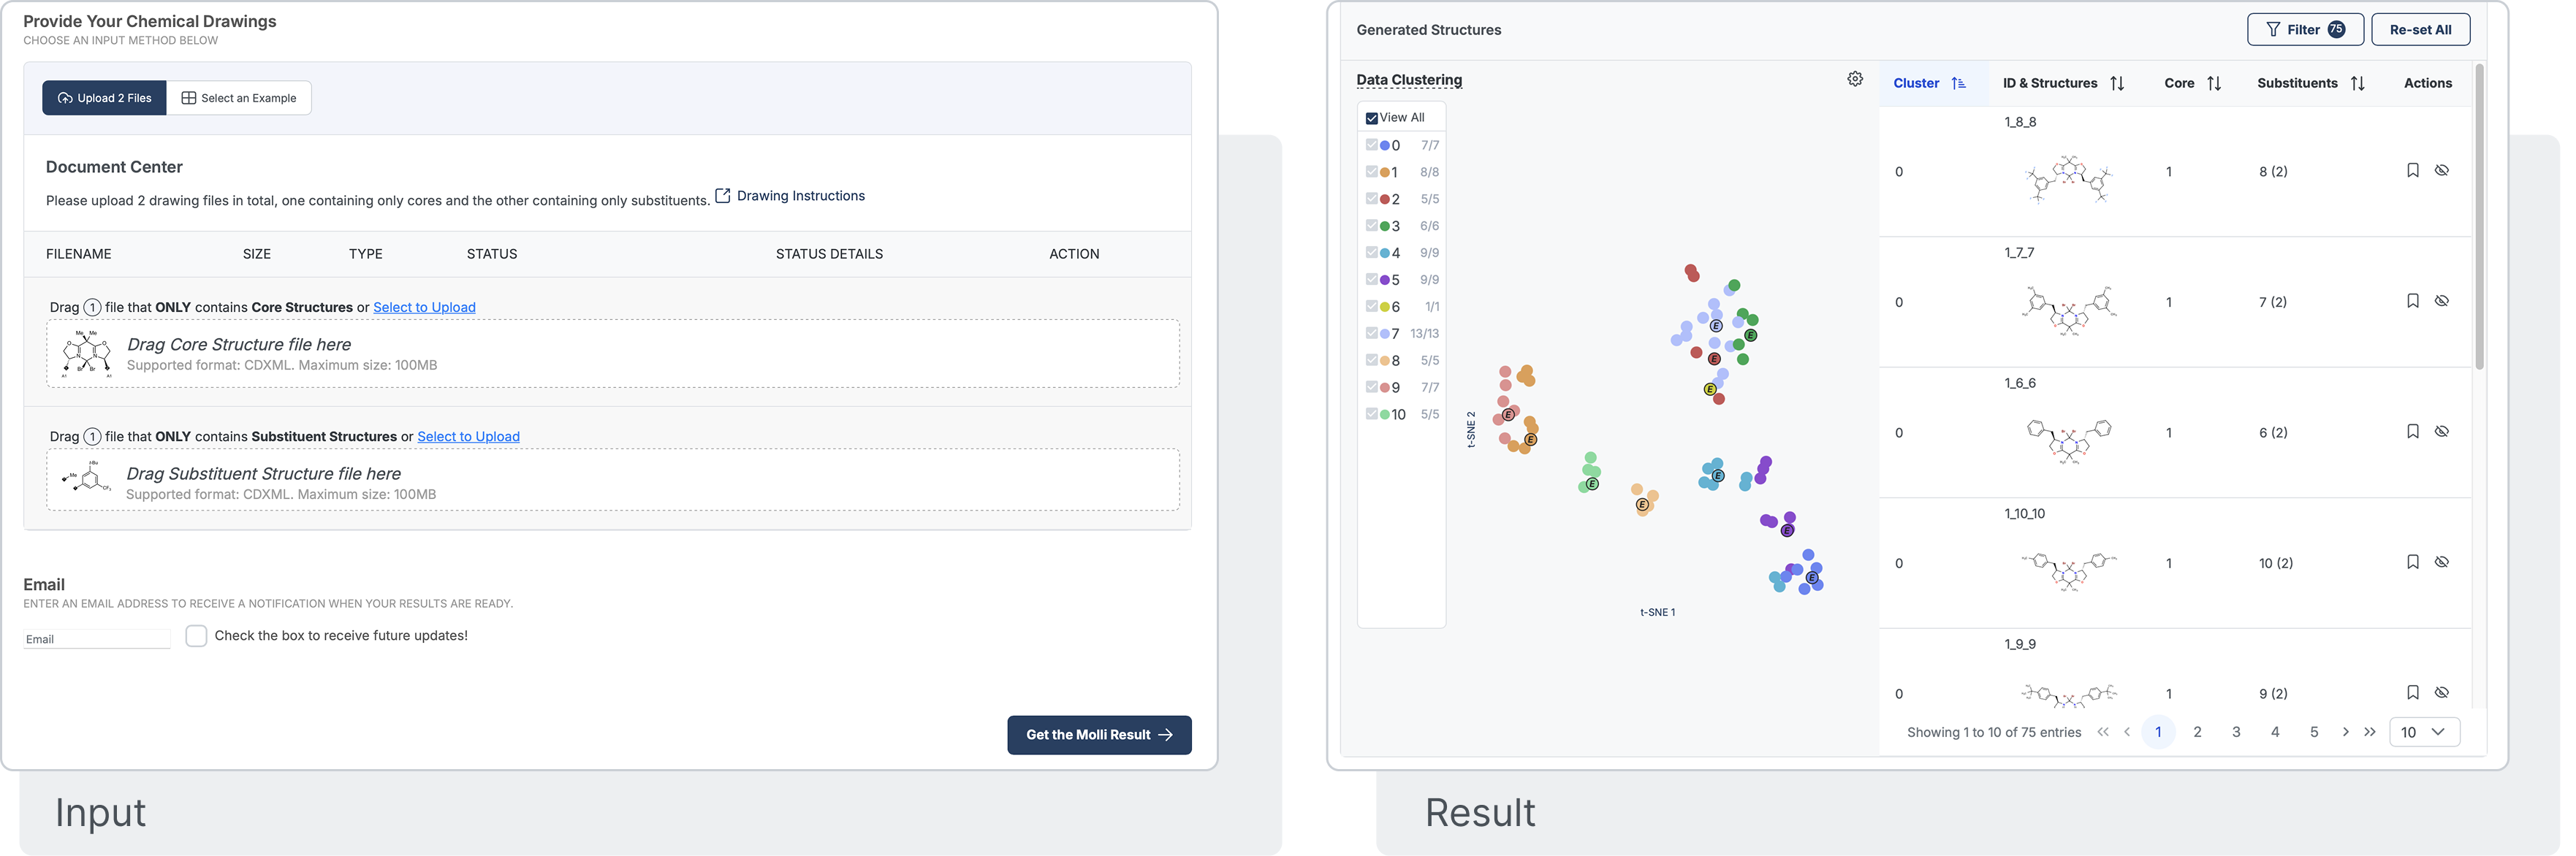 Provide Your Chemical Drawings
CHOOSE AN INPUT METHOD BELOW
Upload 2 Files
Select an Example
Document Center
Please upload 2 drawing files in total, one containing only cores and the other containing only substituents. Drawing Instructions
FILENAME SIZE TYPE STATUS STATUS DETAILS ACTION
Drag 1 file that ONLY contains Core Structures or Select to Upload
Drag Core Structure file here
Supported format: CDXML. Maximum size: 100MB
Drag 1 file that ONLY contains Substituent Structures or Select to Upload
Drag Substituent Structure file here
Supported format: CDXML. Maximum size: 100MB
Email
ENTER AN EMAIL ADDRESS TO RECEIVE A NOTIFICATION WHEN YOUR RESULTS ARE READY.
Email
Check the box to receive future updates!
Get the Molli Result
Input
Generated Structures
Filter 75
Re-set All
Data Clustering
View All
0 7/7
1 8/8
2 5/5
3 6/6
4 9/9
5 9/9
6 1/1
7 13/13
8 5/5
9 7/7
10 5/5
t-SNE 2
t-SNE 1
E
E
E
E
E
E
E
E
E
E
E
Cluster ID & Structures Core Substituents Actions
1_8_8
0 1 8 (2)
1_7_7
0 1 7 (2)
1_6_6
0 1 6 (2)
1_10_10
0 1 10 (2)
1_9_9
0 1 9 (2)
Showing 1 to 10 of 75 entries << < 1 2 3 4 5 > >> 10
Result